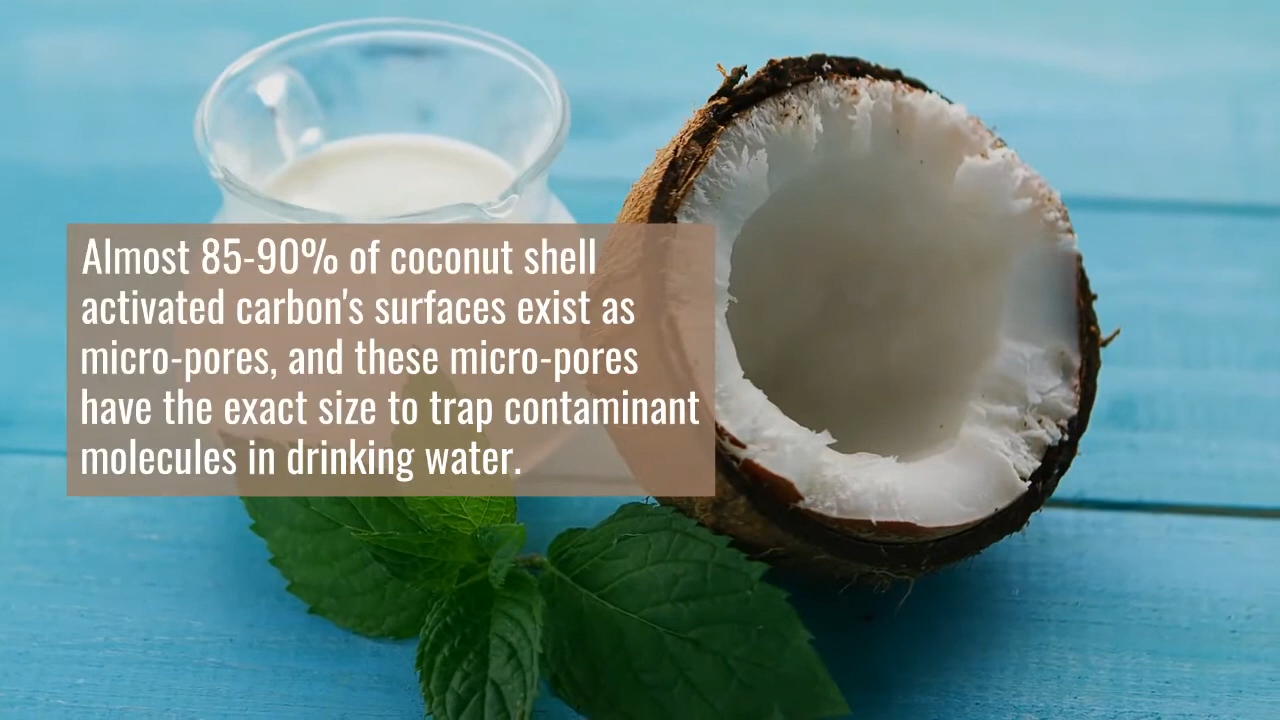 Almost 85-90% of coconut shell
activated carbon's surfaces exist as
micro-pores, and these micro-pores
have the exact size to trap contaminant
molecules in drinking water.